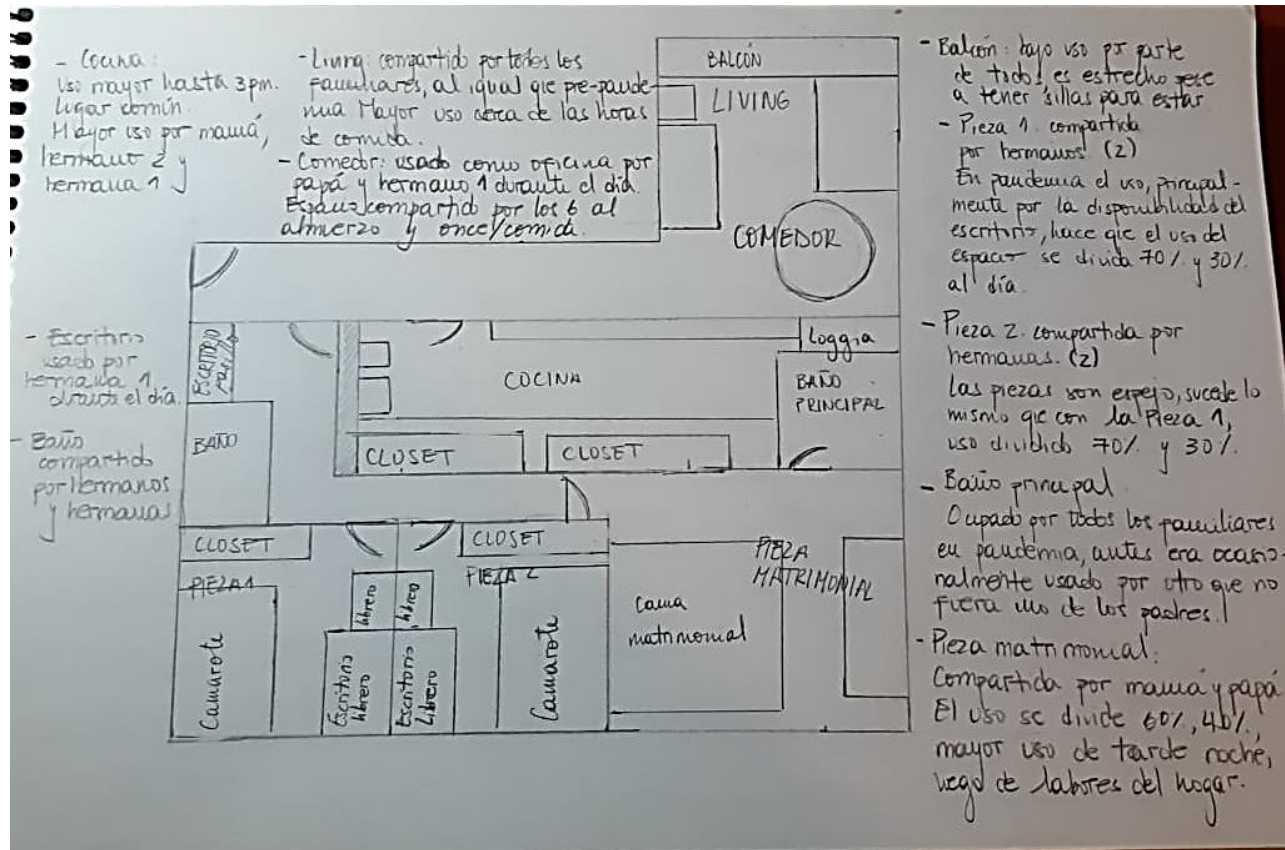 - Cocina:
Uso mayor hasta 3pm.
lugar común.
Mayor uso por mamá,
hermano 2 y
hermana 1
- Living: compartido por todos los
familiares, al igual que pre-pande-
mia Mayor uso cerca de las horas
de comida.
- Comedor: usado como oficina por
papá y hermano 1 durante el día.
Espacio compartido por los 6 al
almuerzo y once/comida.
- Escritorio
usado por
hermana 1
durante el día.
- Baño
compartido
por hermanos
y hermanas
BALCÓN
LIVING
COMEDOR
ESCRITORIO
COCINA
Loggia
BAÑO
PRINCIPAL
BAÑO
CLOSET
CLOSET
CLOSET
CLOSET
PIEZA 1
PIEZA 2
PIEZA
MATRIMONIAL
librero
librero
Cama
matrimonial
Camarote
Escritorio
librero
Escritorio
Librero
Camarote
- Balcón: bajo uso por parte
de todos, es estrecho pese
a tener sillas para estar
- Pieza 1. compartida
por hermanos (2)
En pandemia el uso, principal-
mente por la disponibilidad del
escritorio, hace que el uso del
espacio se divida 70% y 30%.
al día.
- Pieza 2. compartida por
hermanas. (2)
Las piezas son espejo, sucede lo
mismo que con la Pieza 1,
uso dividido 70% y 30%.
- Baño principal
Ocupado por todos los familiares
en pandemia, antes era ocasio-
nalmente usado por otro que no
fuera uno de los padres.
- Pieza matrimonial:
Compartida por mamá y papá
El uso se divide 60%, 40%,
mayor uso de tarde noche,
luego de labores del hogar.